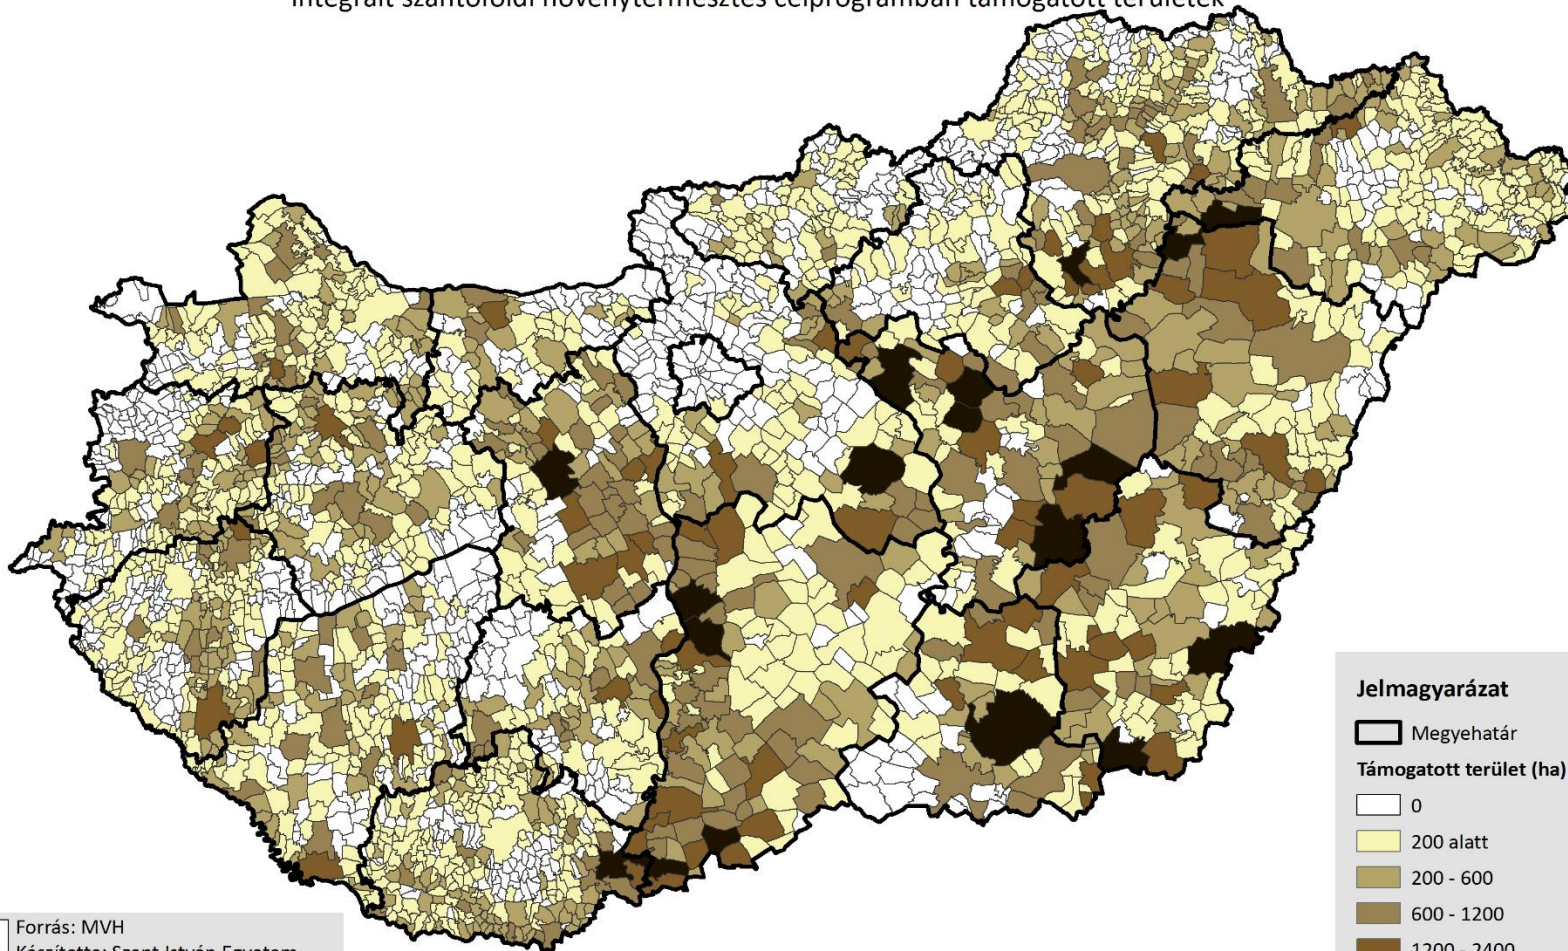 Integrált szántóföldi növénytermesztés célprogramban támogatott területek
Jelmagyarázat
Megyehatár
Támogatott terület (ha)
0
200 alatt
200 - 600
600 - 1200
1200 - 2400
Forrás: MVH
Készítette: Szent István Egyetem